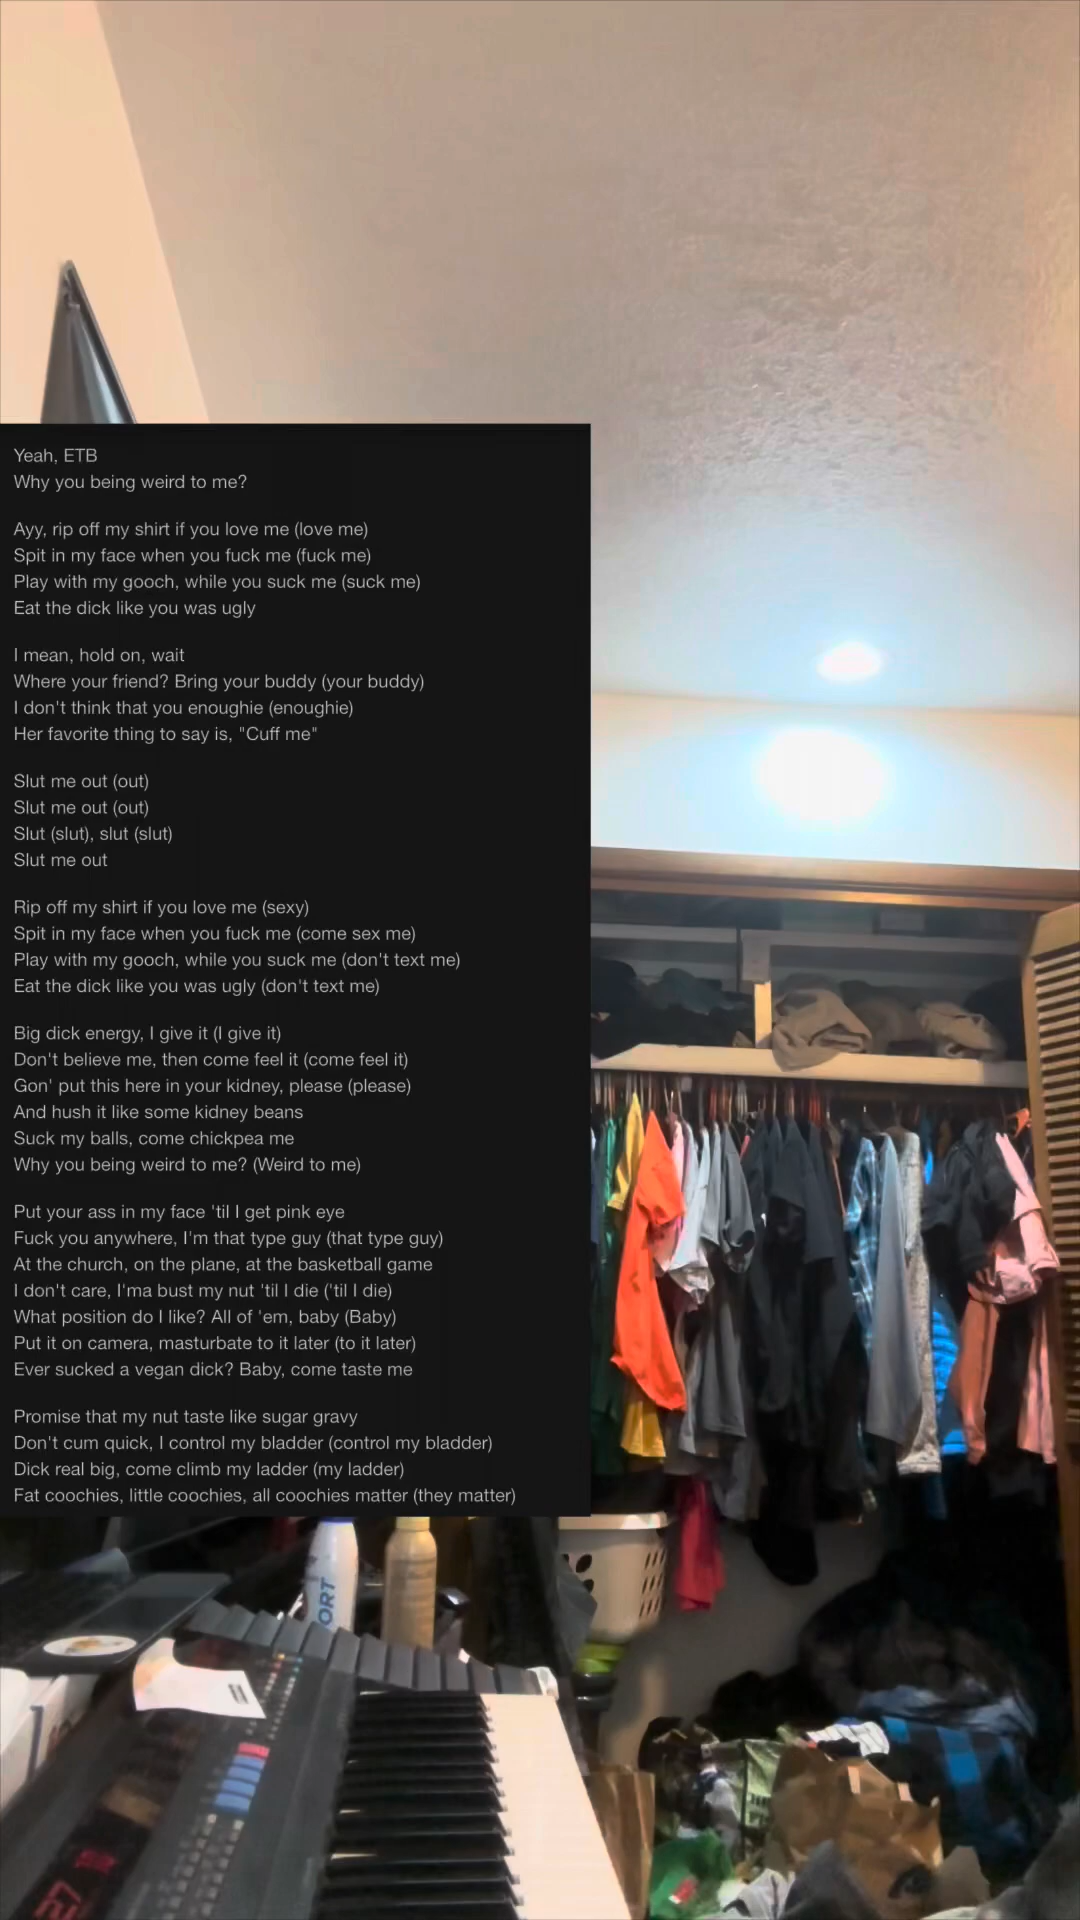 Yeah, ETB
Why you being weird to me?
Ayy, rip off my shirt if you love me (love me)
Spit in my face when you fuck me (fuck me)
Play with my gooch, while you suck me (suck me)
Eat the dick like you was ugly
I mean, hold on, wait
Where your friend? Bring your buddy (your buddy)
I don't think that you enoughie (enoughie)
Her favorite thing to say is, "Cuff me"
Slut me out (out)
Slut me out (out)
Slut (slut), slut (slut)
Slut me out
Rip off my shirt if you love me (sexy)
Spit in my face when you fuck me (come sex me)
Play with my gooch, while you suck me (don't text me)
Eat the dick like you was ugly (don't text me)
Big dick energy, I give it (I give it)
Don't believe me, then come feel it (come feel it)
Gon' put this here in your kidney, please (please)
And hush it like some kidney beans
Suck my balls, come chickpea me
Why you being weird to me? (Weird to me)
Put your ass in my face 'til I get pink eye
Fuck you anywhere, I'm that type guy (that type guy)
At the church, on the plane, at the basketball game
I don't care, I'ma bust my nut 'til I die ('til I die)
What position do I like? All of 'em, baby (Baby)
Put it on camera, masturbate to it later (to it later)
Ever sucked a vegan dick? Baby, come taste me
Promise that my nut taste like sugar gravy
Don't cum quick, I control my bladder (control my bladder)
Dick real big, come climb my ladder (my ladder)
Fat coochies, little coochies, all coochies matter (they matter)
ORT
27